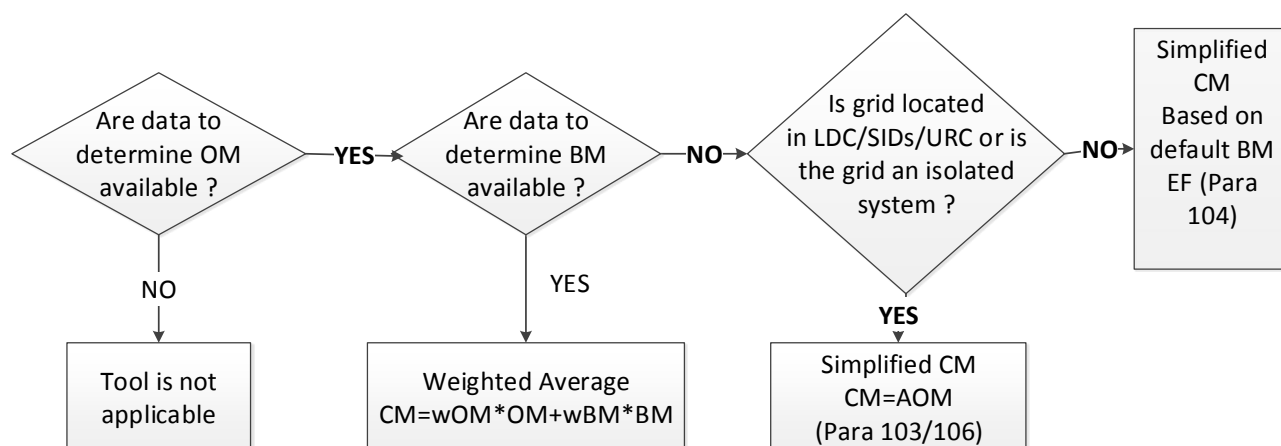 Are data to
determine OM
available ?
YES
Are data to
determine BM
available ?
NO
Is grid located
in LDC/SIDs/URC or is
the grid an isolated
system ?
NO
Simplified
CM
Based on
default BM
EF (Para
104)
NO
YES
YES
Tool is not
applicable
Weighted Average
CM=wOM*OM+wBM*BM
Simplified CM
CM=AOM
(Para 103/106)